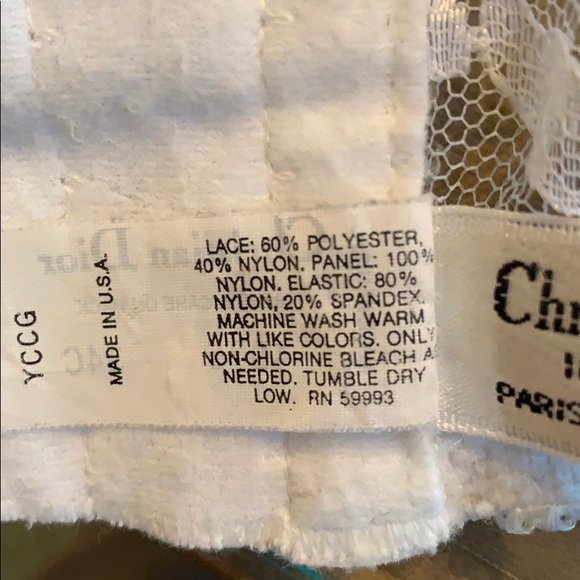 YCCG
MADE IN U.S.A.
LACE: 60% POLYESTER,
40% NYLON. PANEL: 100%
NYLON. ELASTIC: 80%
NYLON, 20% SPANDEX.
MACHINE WASH WARM
WITH LIKE COLORS. ONLY
NON-CHLORINE BLEACH A
NEEDED. TUMBLE DRY
LOW. RN 59993
Chr
PARIS